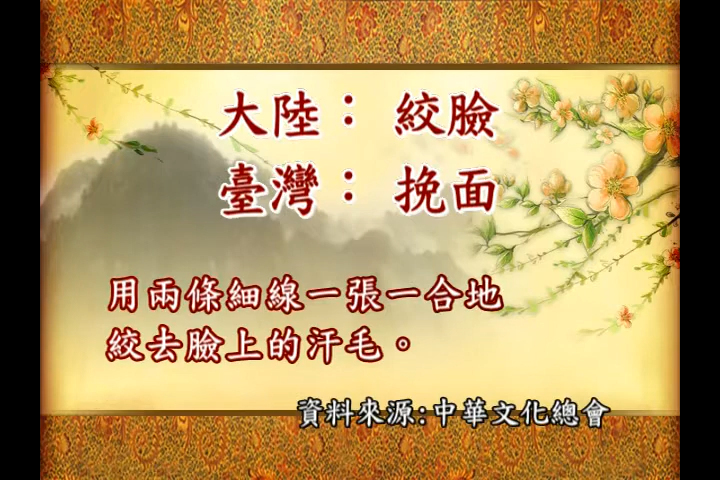 大陸： 絞臉
臺灣： 挽面
用兩條細線一張一合地
絞去臉上的汗毛。
資料來源:中華文化總會